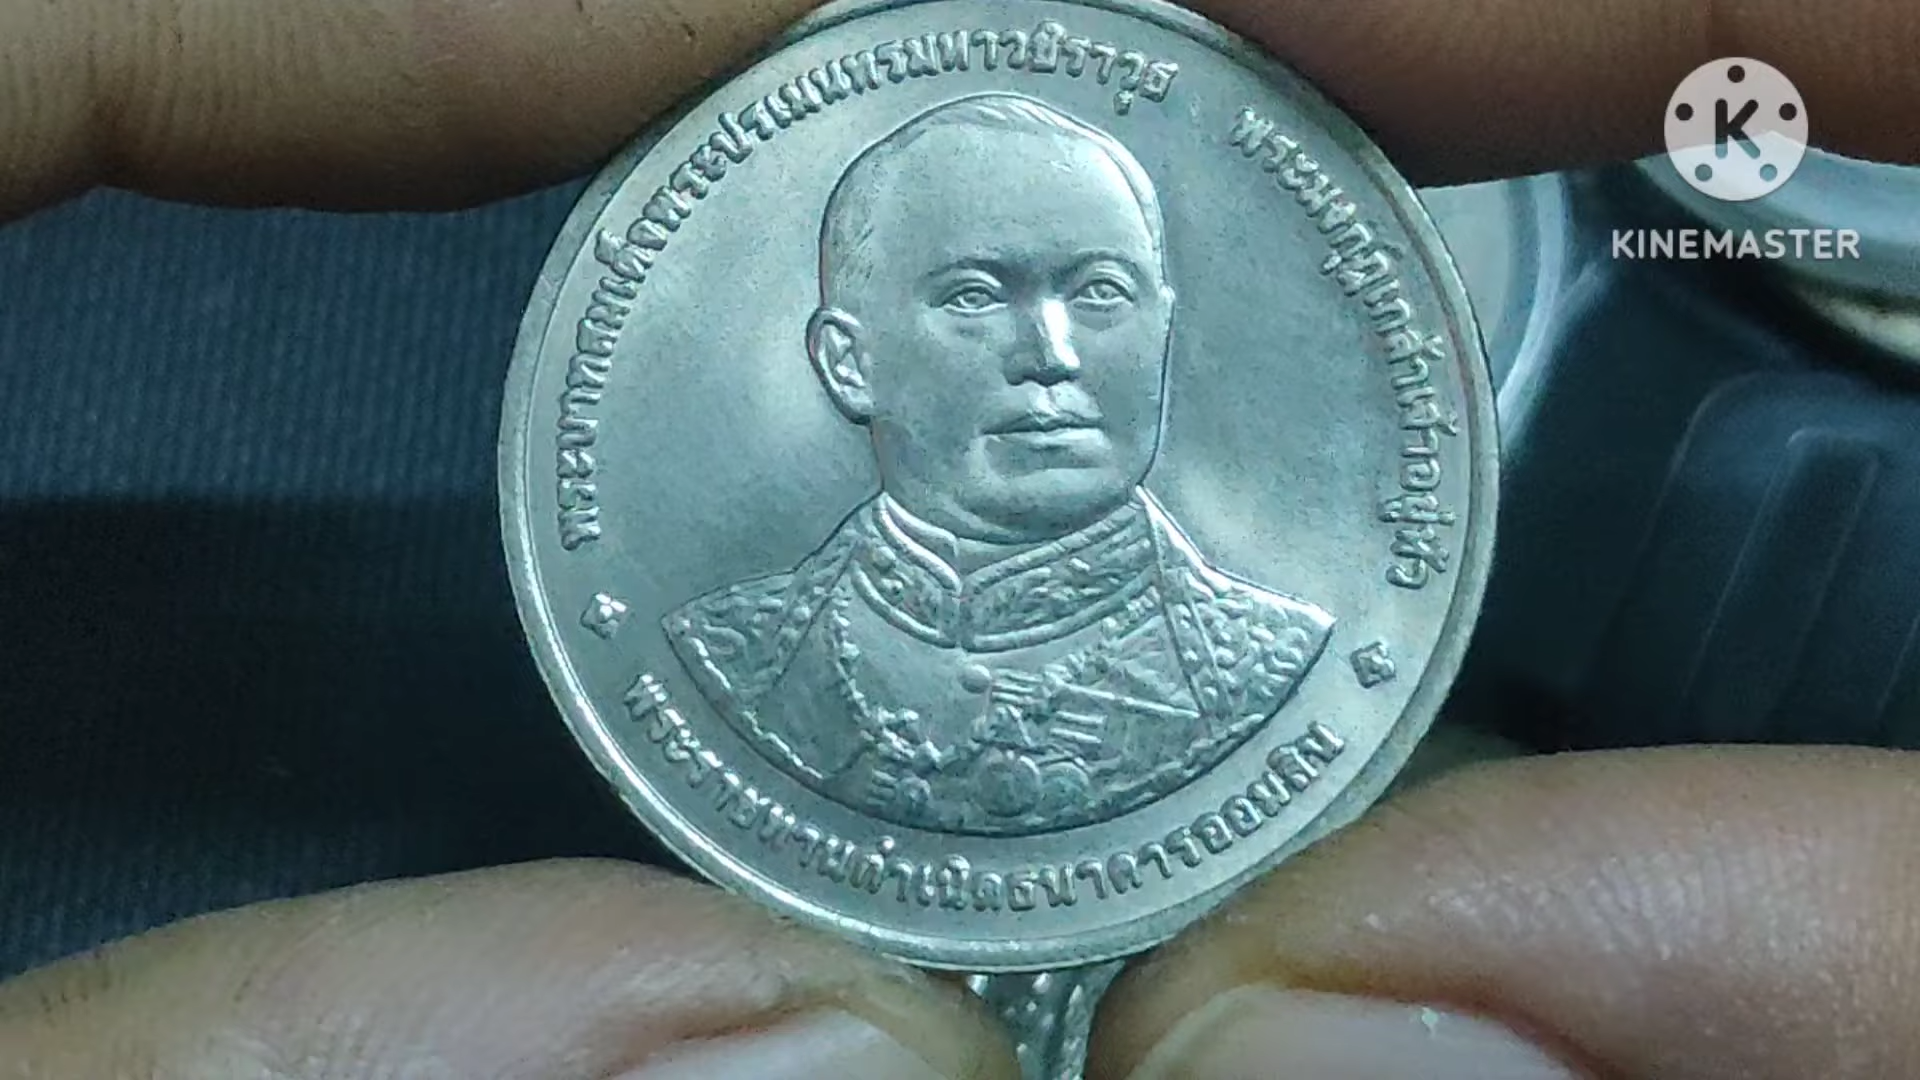 พระบาทสมเด็จพระปรเมนทรมหาวชิราวุธ พระมงกุฎเกล้าเจ้าอยู่หัว
พระราชทานกำเนิดธนาคารออมสิน
K
KINEMASTER